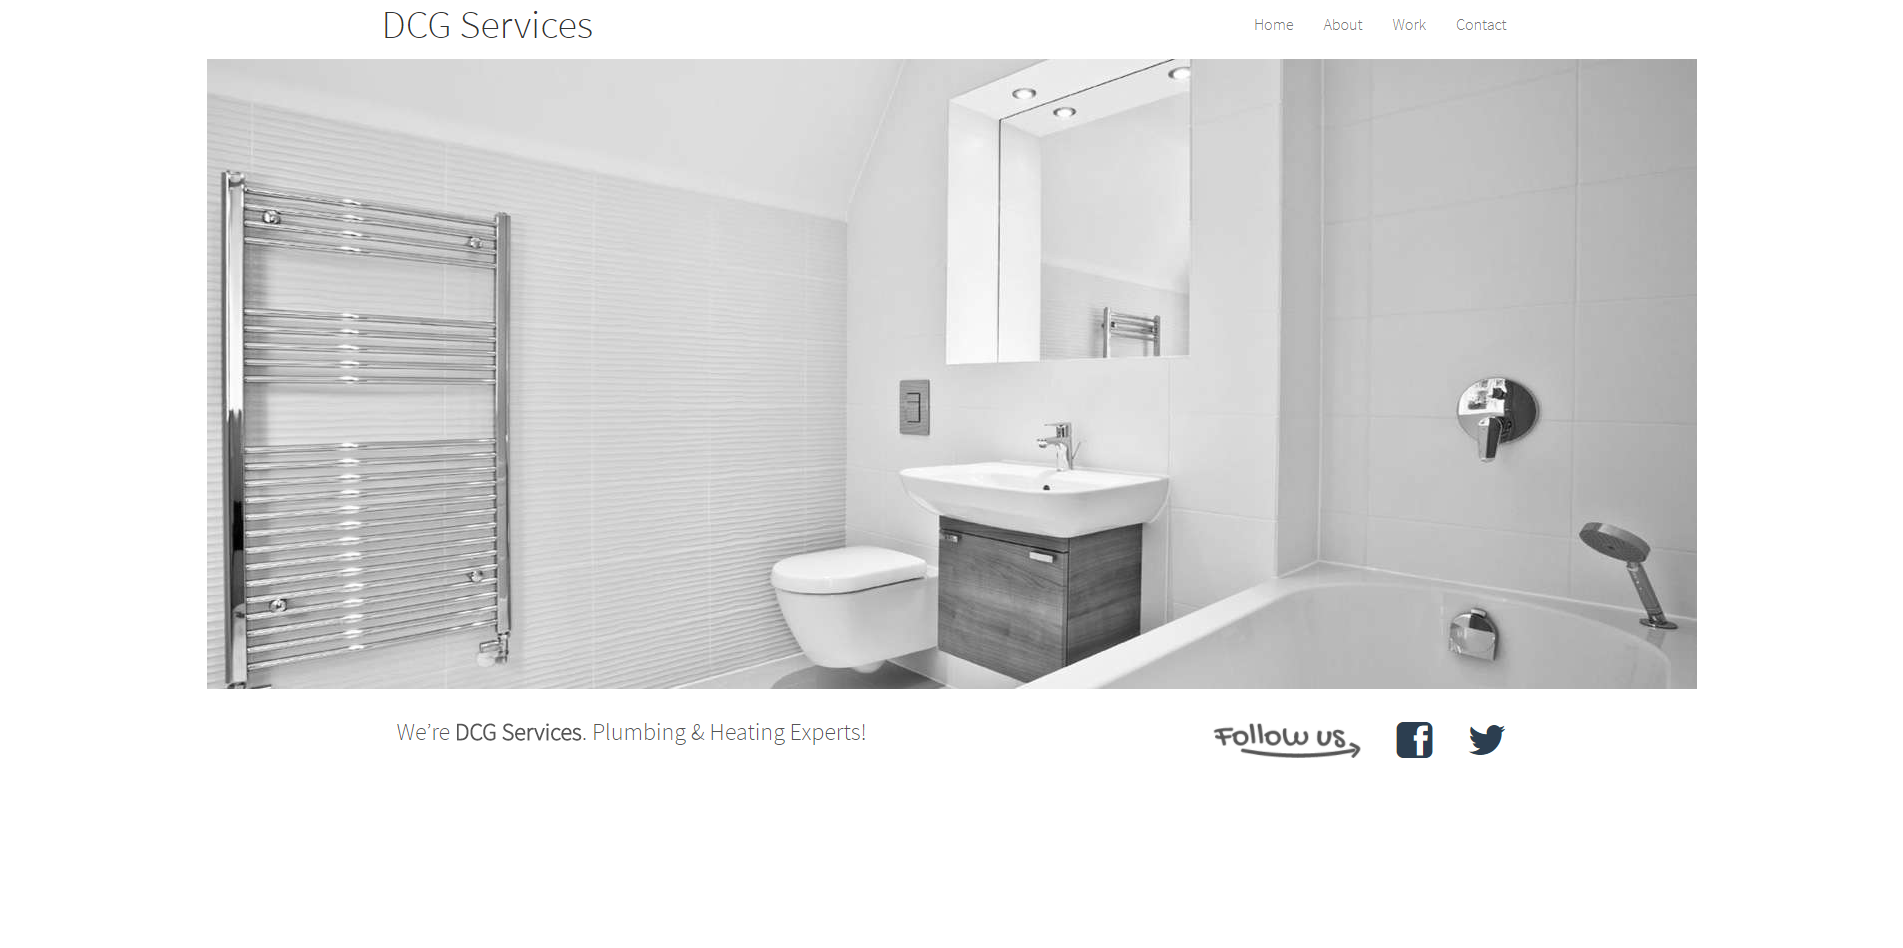 DCG Services
Home About Work Contact
We’re DCG Services. Plumbing & Heating Experts!
Follow us